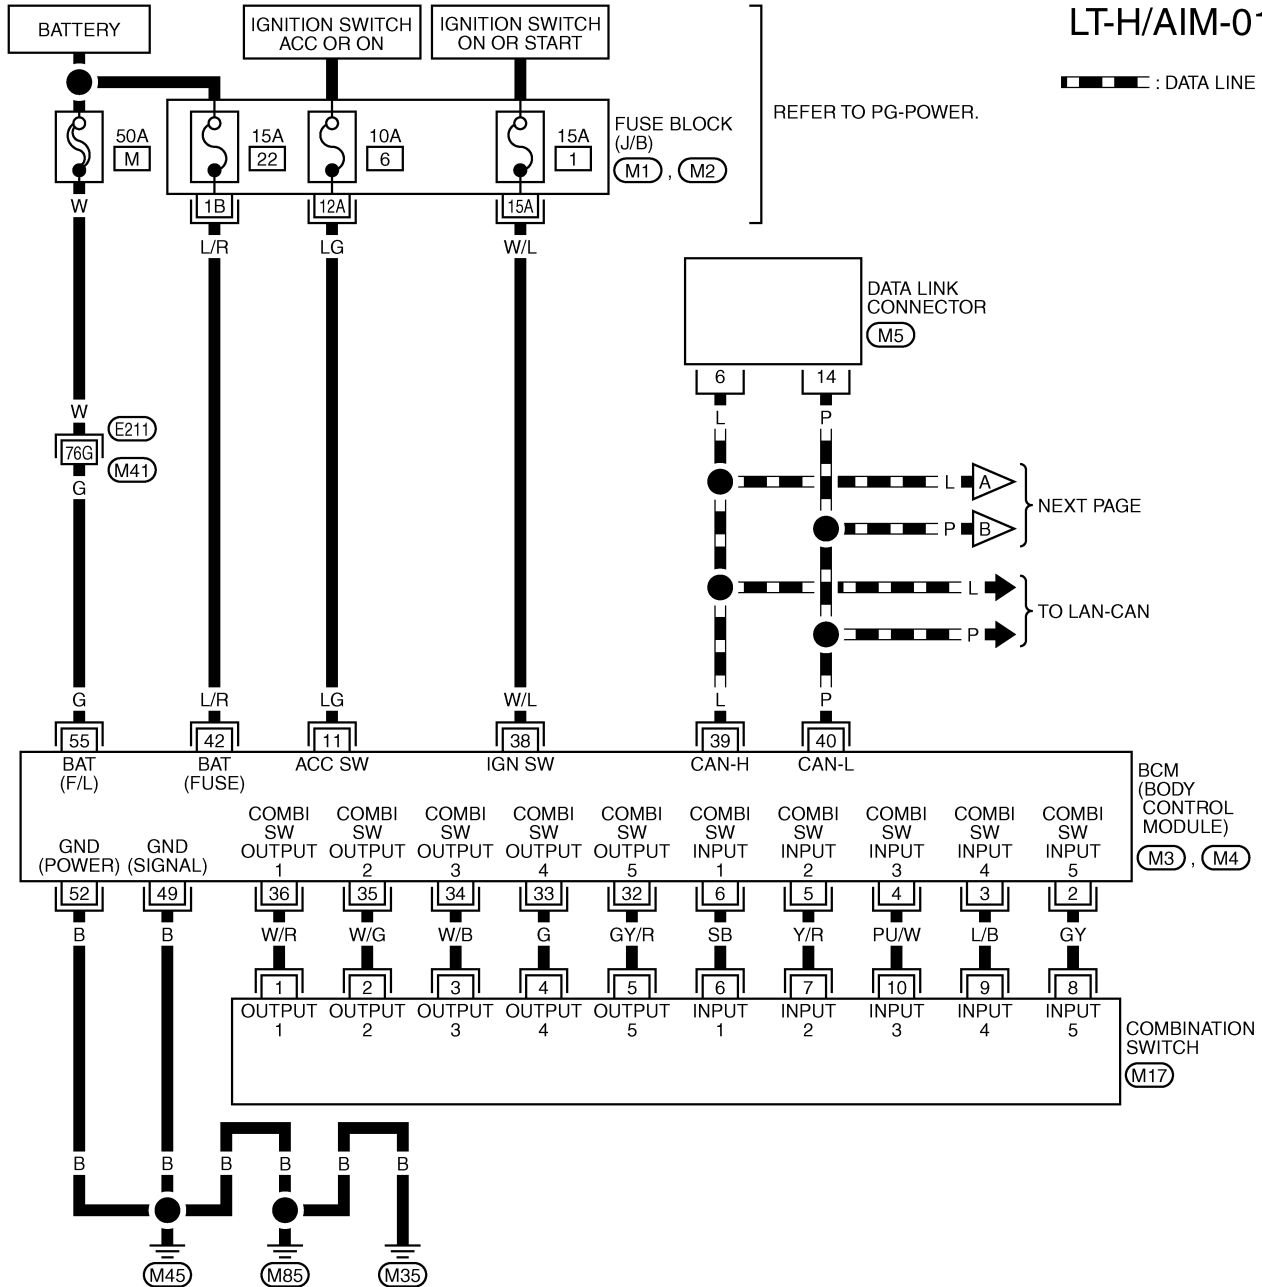 LT-H/AIM-01
BATTERY
IGNITION SWITCH
ACC OR ON
IGNITION SWITCH
ON OR START
: DATA LINE
REFER TO PG-POWER.
50A
M
15A
22
10A
6
15A
1
FUSE BLOCK
(J/B)
M1 , M2
1B
12A
15A
W
L/R
LG
W/L
DATA LINK
CONNECTOR
M5
6
14
L
P
W
E211
76G
M41
G
L
A
P
B
NEXT PAGE
L
P
TO LAN-CAN
G
L/R
LG
W/L
L
P
55
42
11
38
39
40
BAT
(F/L)
BAT
(FUSE)
ACC SW
IGN SW
CAN-H
CAN-L
BCM
(BODY
CONTROL
MODULE)
M3 , M4
GND
(POWER)
GND
(SIGNAL)
COMBI
SW
OUTPUT
1
COMBI
SW
OUTPUT
2
COMBI
SW
OUTPUT
3
COMBI
SW
OUTPUT
4
COMBI
SW
OUTPUT
5
COMBI
SW
INPUT
1
COMBI
SW
INPUT
2
COMBI
SW
INPUT
3
COMBI
SW
INPUT
4
COMBI
SW
INPUT
5
52
49
36
35
34
33
32
6
5
4
3
2
B
B
W/R
W/G
W/B
G
GY/R
SB
Y/R
PU/W
L/B
GY
1
2
3
4
5
6
7
10
9
8
OUTPUT
1
OUTPUT
2
OUTPUT
3
OUTPUT
4
OUTPUT
5
INPUT
1
INPUT
2
INPUT
3
INPUT
4
INPUT
5
COMBINATION
SWITCH
M17
B
B
B
B
B
B
M45
M85
M35